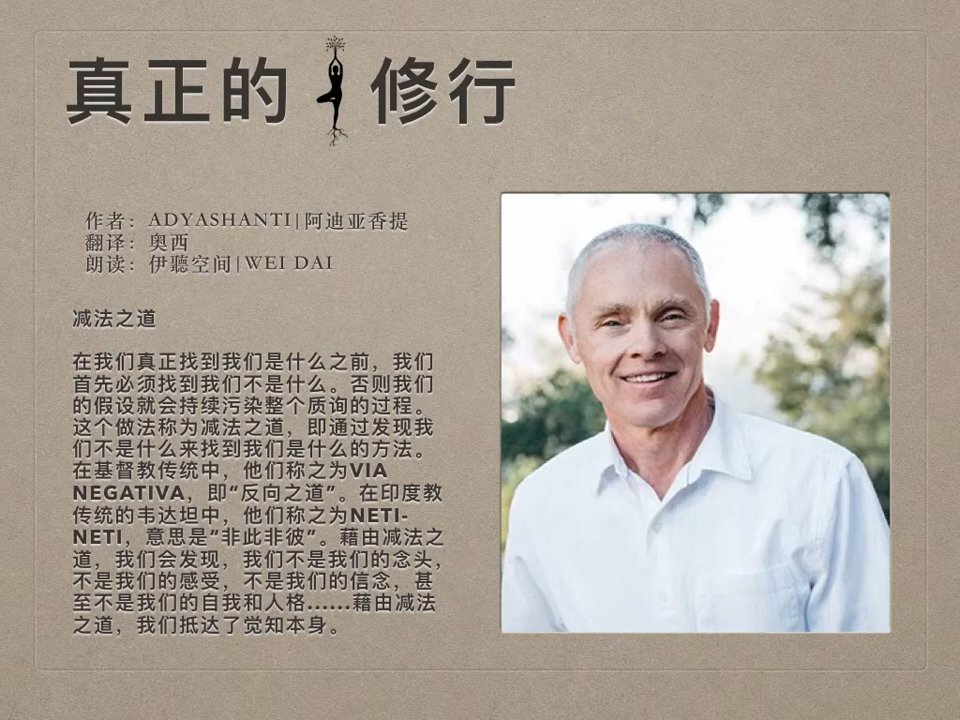 真正的修行
作者：ADYASHANTI|阿迪亚香提
翻译：奥西
朗读：伊聽空间|WEI DAI
减法之道
在我们真正找到我们是什么之前，我们
首先必须找到我们不是什么。否则我们
的假设就会持续污染整个质询的过程。
这个做法称为减法之道，即通过发现我
们不是什么来找到我们是什么的方法。
在基督教传统中，他们称之为VIA
NEGATIVA，即“反向之道”。在印度教
传统的韦达坦中，他们称之为NETI-
NETI，意思是“非此非彼”。藉由减法之
道，我们会发现，我们不是我们的念头，
不是我们的感受，不是我们的信念，甚
至不是我们的自我和人格……藉由减法
之道，我们抵达了觉知本身。